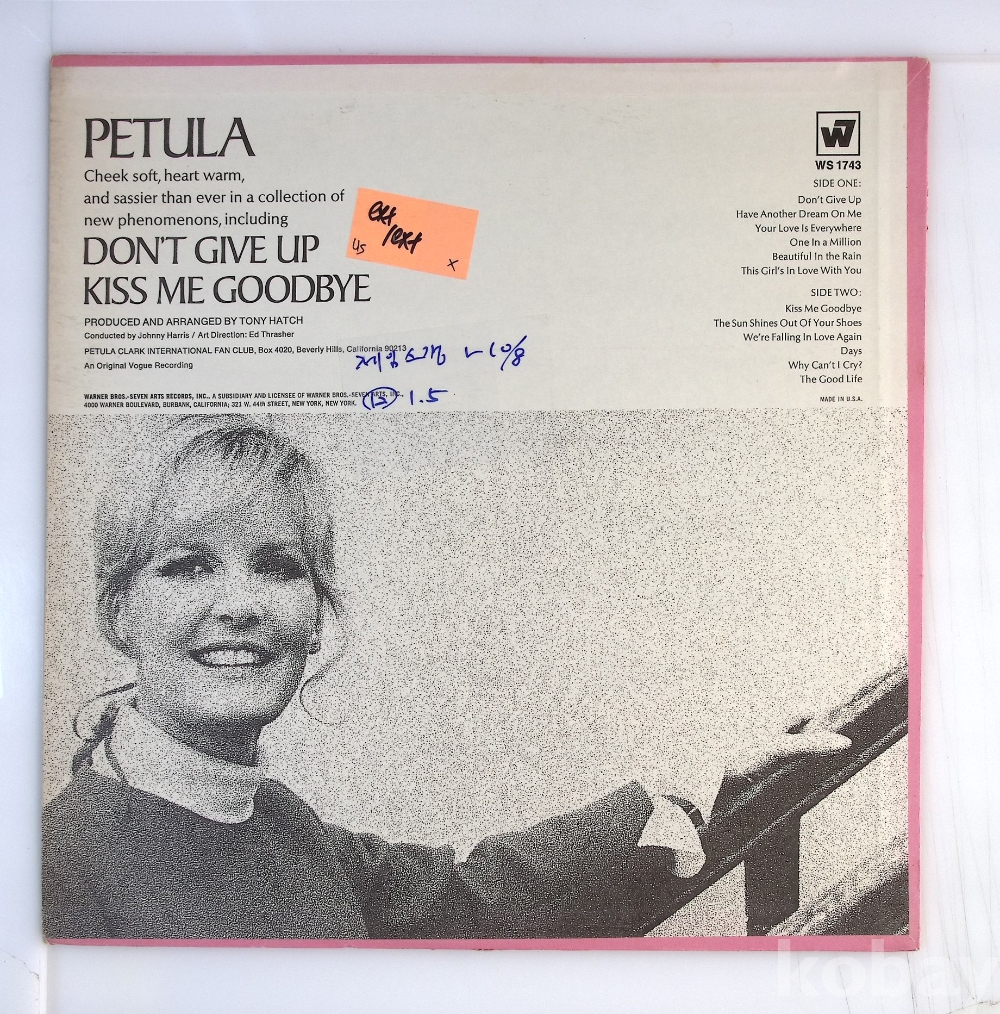 PETULA
Cheek soft, heart warm,
and sassier than ever in a collection of
new phenomenons, including
DON'T GIVE UP
KISS ME GOODBYE
PRODUCED AND ARRANGED BY TONY HATCH
Conducted by Johnny Harris / Art Direction: Ed Thrasher
PETULA CLARK INTERNATIONAL FAN CLUB, Box 4020, Beverly Hills, California 90213
An Original Vogue Recording
WARNER BROS.-SEVEN ARTS RECORDS, INC., A SUBSIDIARY AND LICENSEE OF WARNER BROS.-SEVEN ARTS, INC.,
4000 WARNER BOULEVARD, BURBANK, CALIFORNIA; 321 W. 44th STREET, NEW YORK, NEW YORK.
ext
/ext
US
x
10/8
1.5
W7
WS 1743
SIDE ONE:
Don't Give Up
Have Another Dream On Me
Your Love Is Everywhere
One In a Million
Beautiful In the Rain
This Girl's In Love With You
SIDE TWO:
Kiss Me Goodbye
The Sun Shines Out Of Your Shoes
We're Falling In Love Again
Days
Why Can't I Cry?
The Good Life
MADE IN U.S.A.
kobay